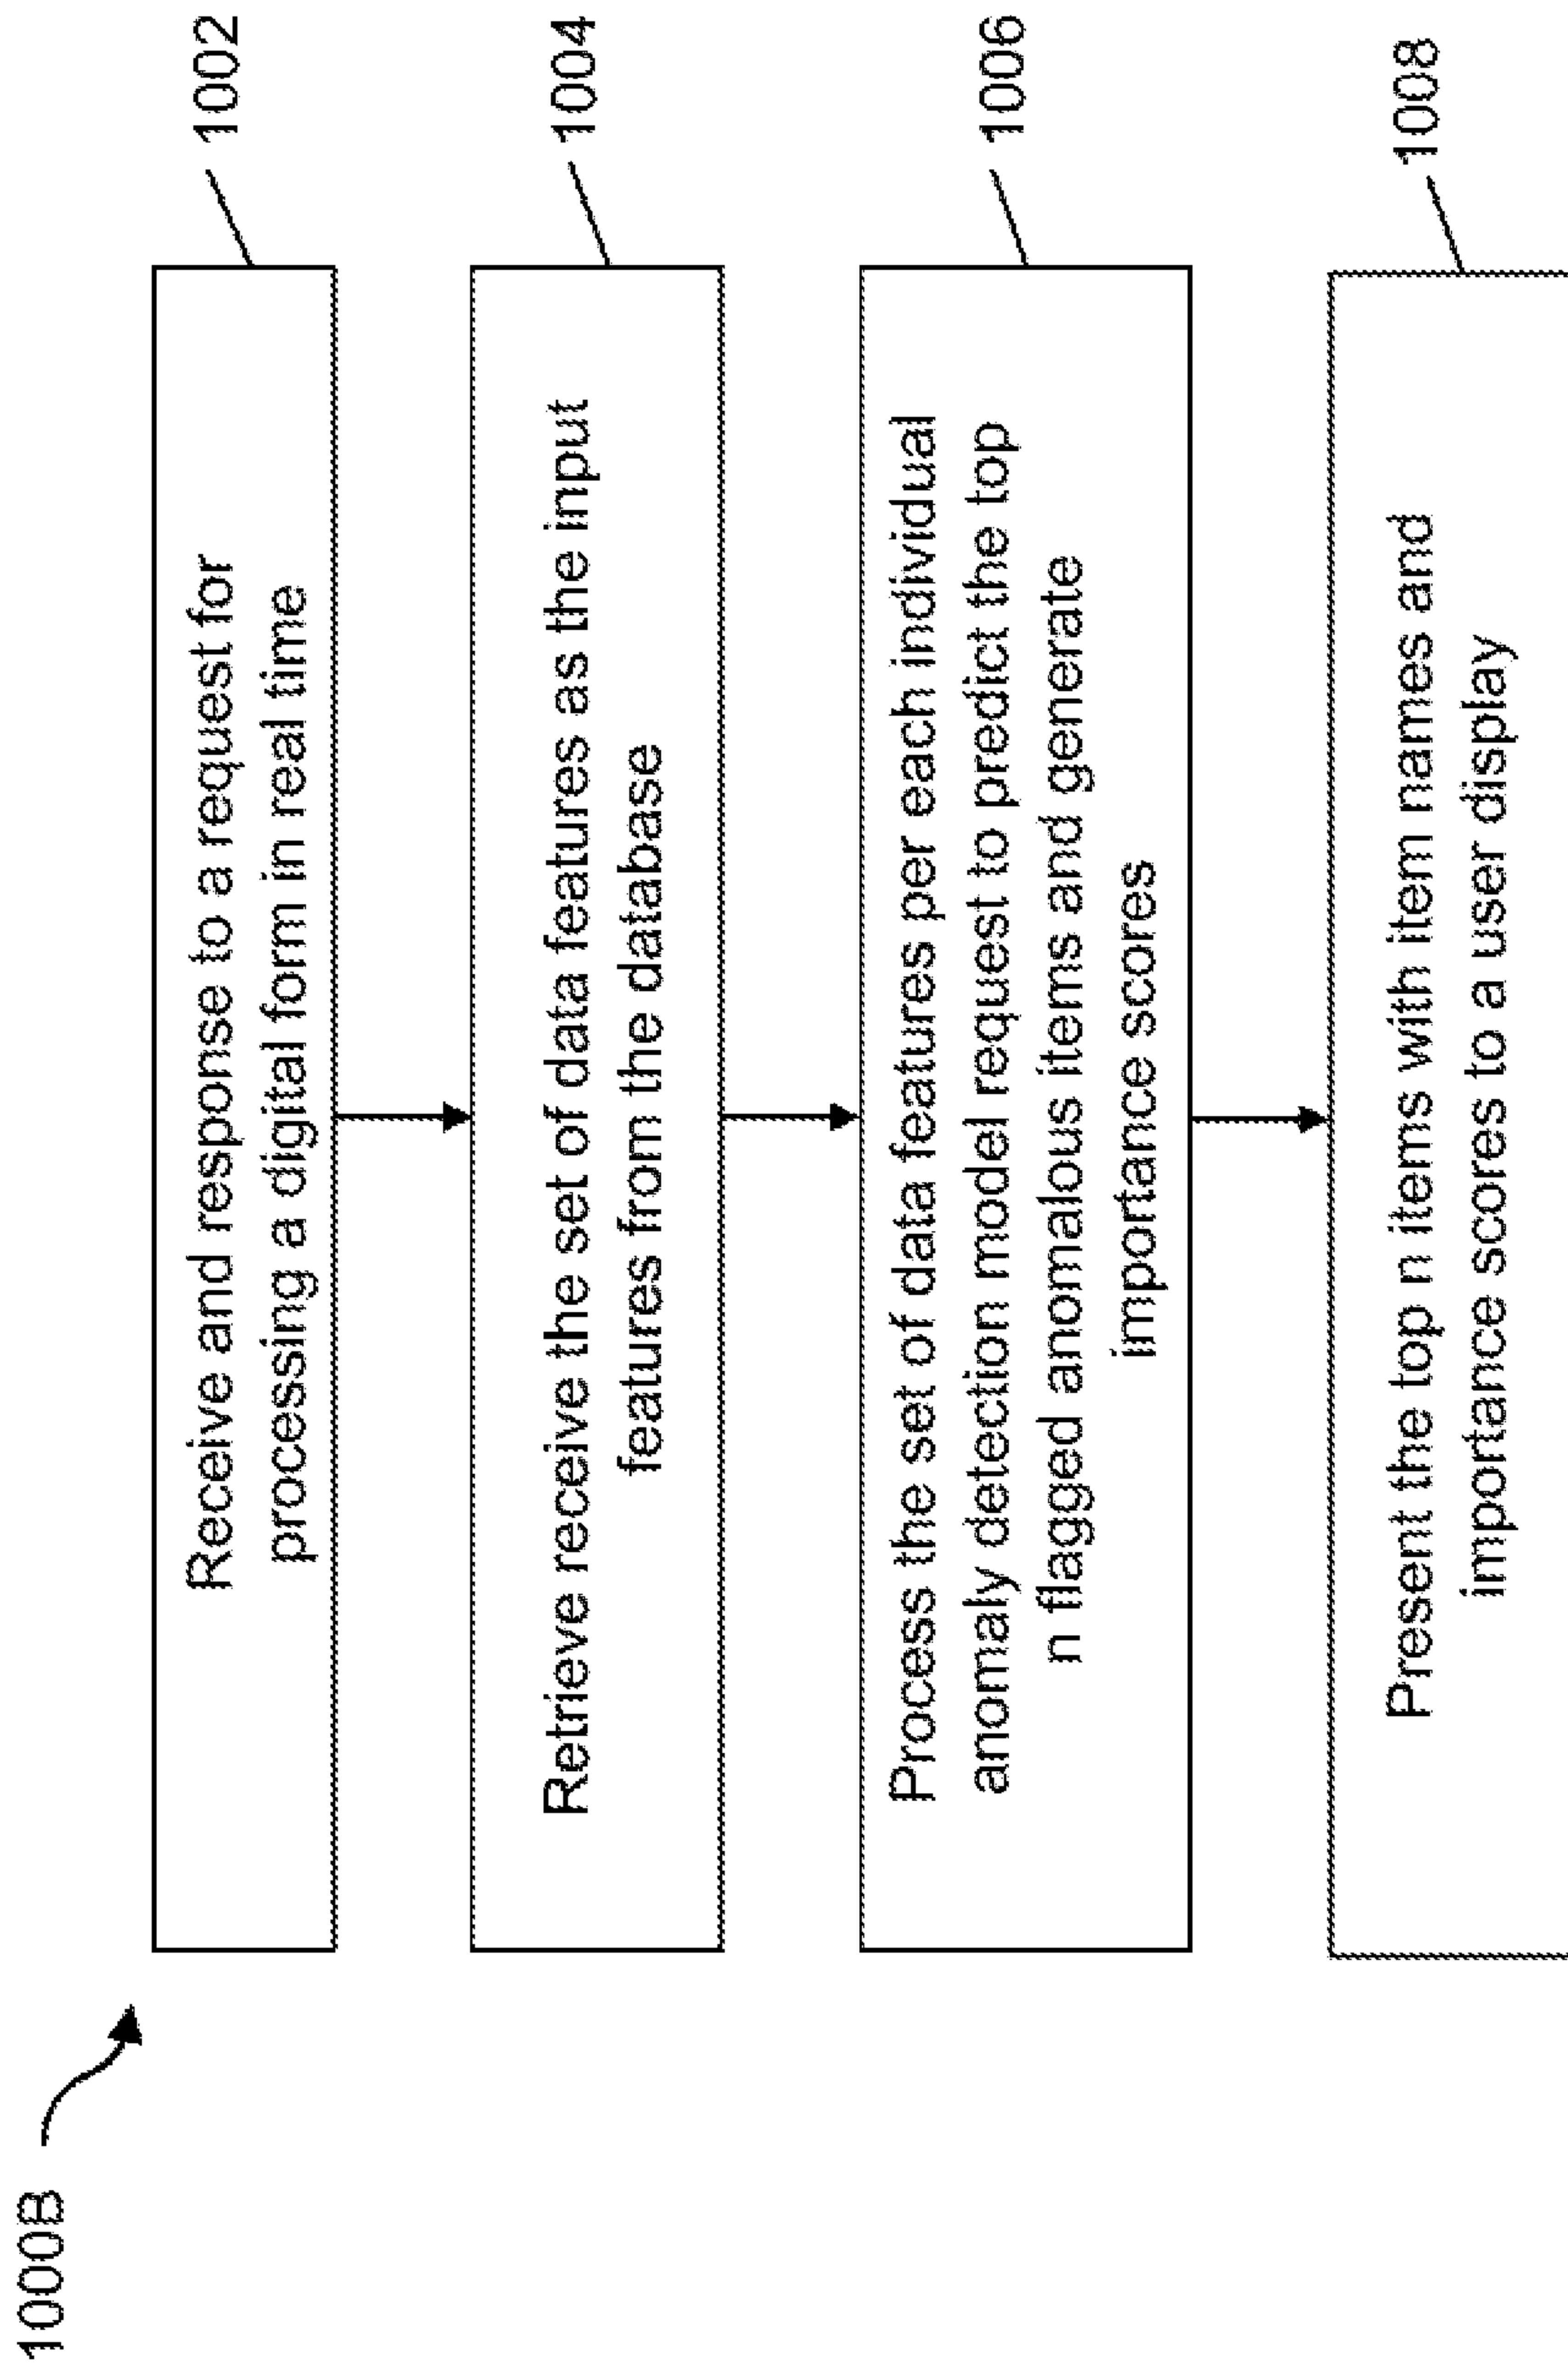 1000B
Receive and response to a request for
processing a digital form in real time
1002
Retrieve receive the set of data features as the input
features from the database
1004
Process the set of data features per each individual
anomaly detection model request to predict the top
n flagged anomalous items and generate
importance scores
1006
Present the top n items with item names and
importance scores to a user display
1008